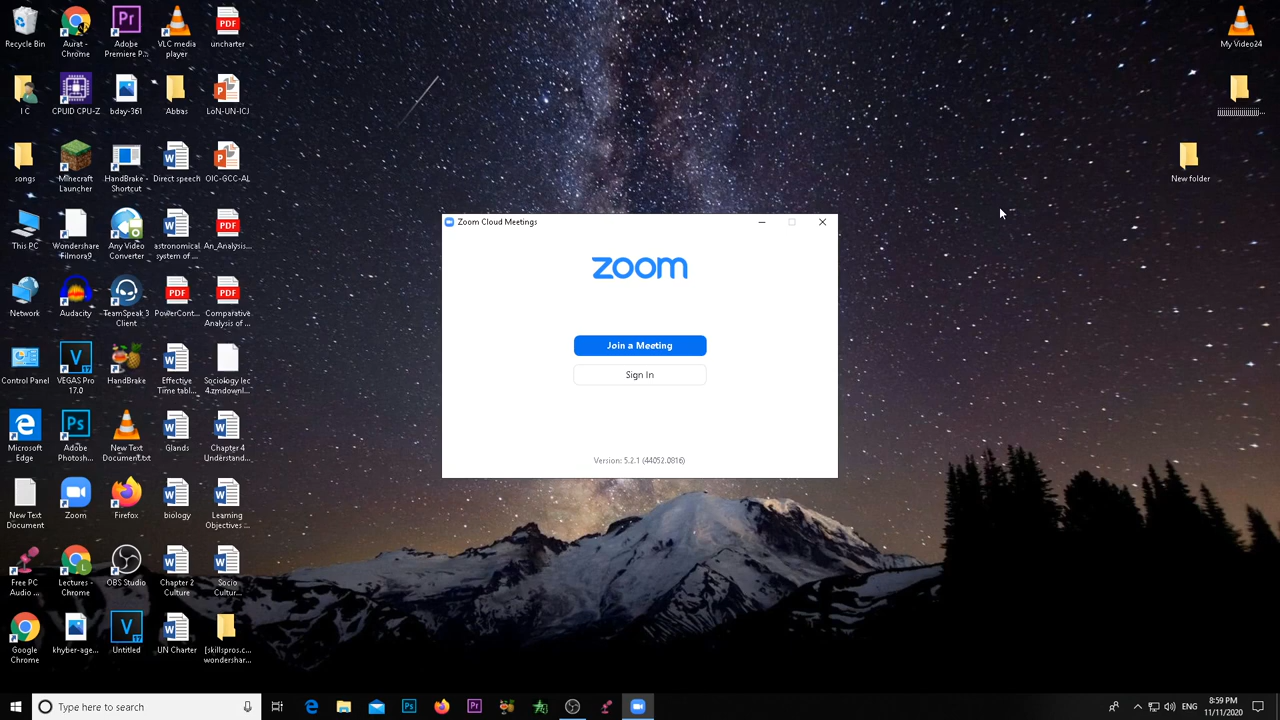 Recycle Bin
Aurat -
Chrome
Adobe
Premiere P...
VLC media
player
PDF
uncharter
My Video24
I C
CPUID CPU-Z
bday-361
Abbas
LoN-UN-ICJ
songs
Minecraft
Launcher
HandBrake -
Shortcut
Direct speech
OIC-GCC-AL
New folder
This PC
Wondershare
Filmora9
Any Video
Converter
astronomical
system of ...
PDF
An_Analysis...
Network
Audacity
TeamSpeak 3
Client
PDF
PowerCont...
PDF
Comparative
Analysis of ...
Control Panel
VEGAS Pro
17.0
HandBrake
Effective
Time tabl...
Sociology lec
4.zmdownl...
Microsoft
Edge
Adobe
Photosh...
New Text
Document.txt
Glands
Chapter 4
Understand...
New Text
Document
Zoom
Firefox
biology
Learning
Objectives :...
Free PC
Audio ...
Lectures -
Chrome
OBS Studio
Chapter 2
Culture
Socio
Cultur...
Google
Chrome
khyber-age...
Untitled
UN Charter
[skillspros.c...
wondershar...
Zoom Cloud Meetings
zoom
Join a Meeting
Sign In
Version: 5.2.1 (44052.0816)
Type here to search
ENG
8:59 PM
11/11/2020